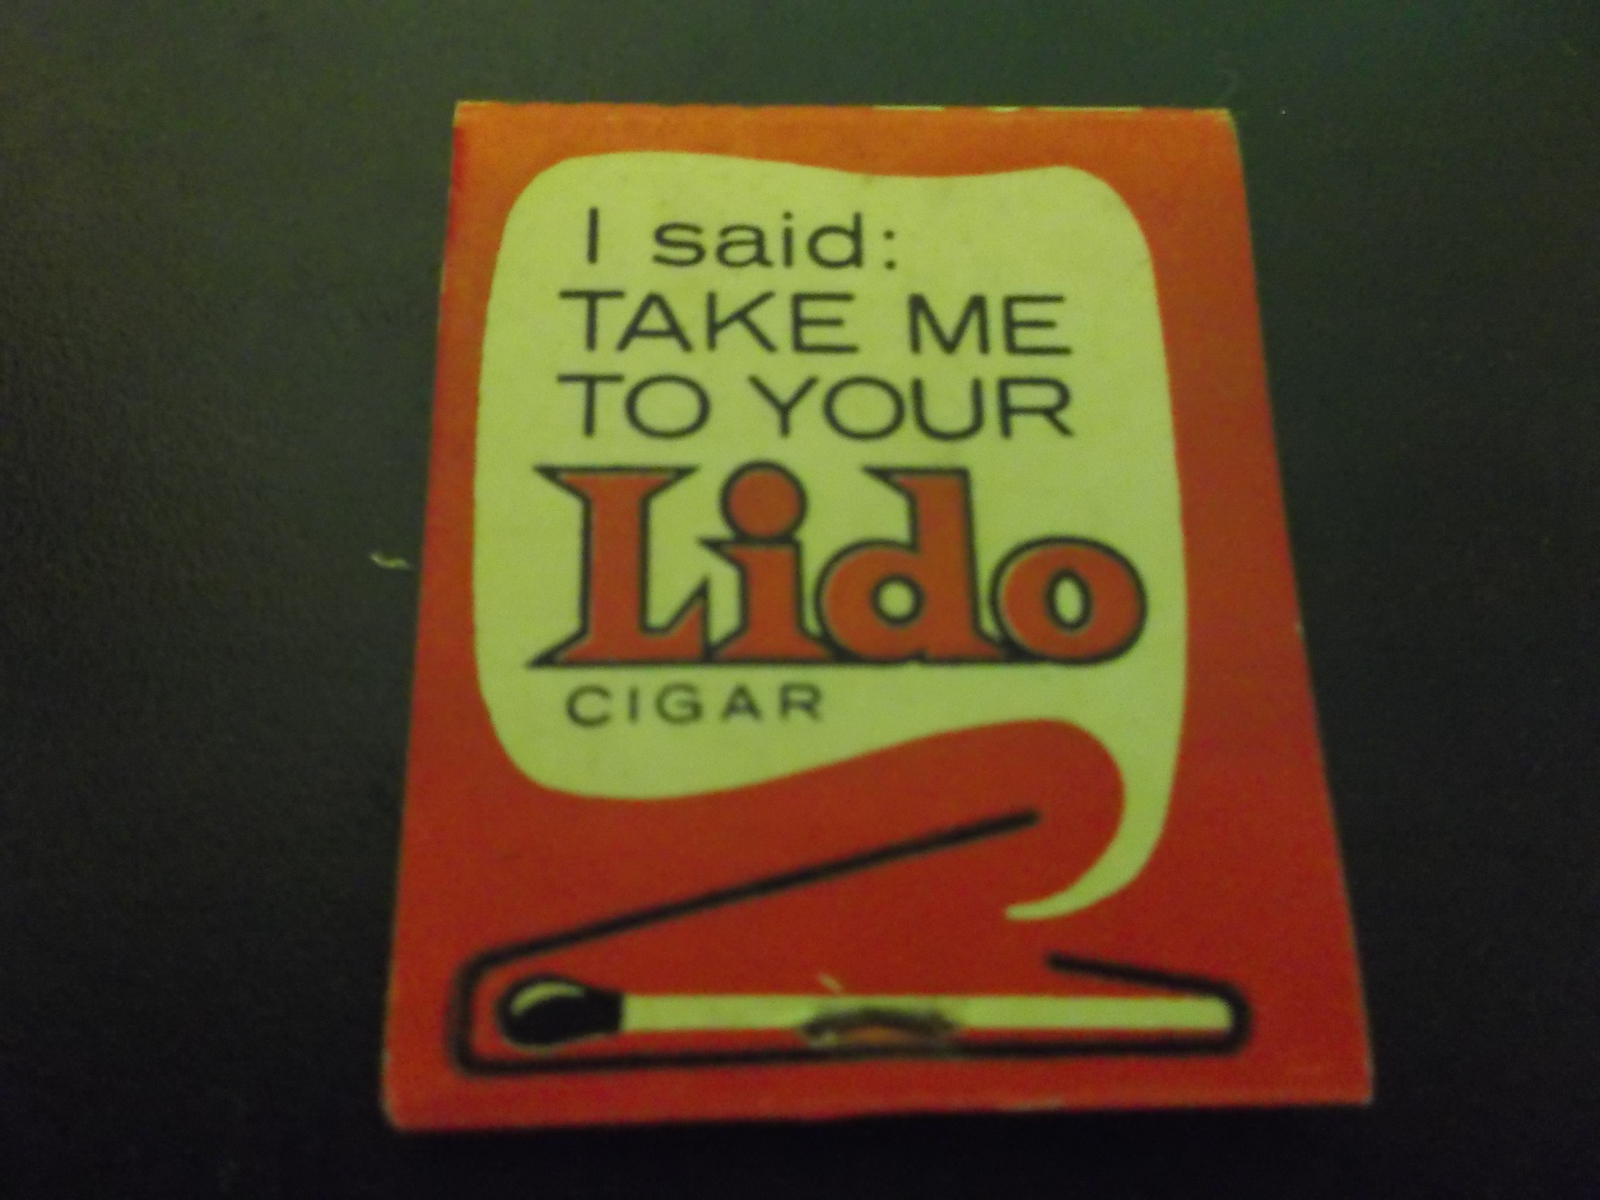 I said:
TAKE ME
TO YOUR
Lido
CIGAR